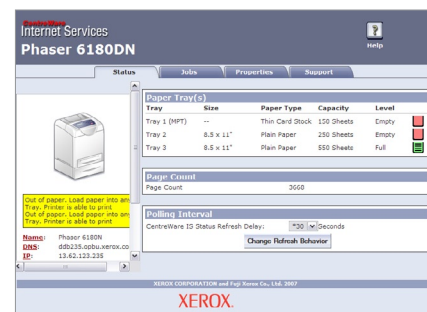 CentreWare
Internet Services
Phaser 6180DN
Help
Status
Jobs
Properties
Support
Paper Tray(s)
Tray Size Paper Type Capacity Level
Tray 1 (MPT) -- Thin Card Stock 150 Sheets Empty
Tray 2 8.5 x 11" Plain Paper 250 Sheets Empty
Tray 3 8.5 x 11" Plain Paper 550 Sheets Full
Out of paper. Load paper into any
Tray. Printer is able to print
Out of paper. Load paper into any
Tray. Printer is able to print
Name: Phaser 6180N
DNS: ddb235.opbu.xerox.co
IP: 13.62.123.235
Page Count
Page Count 3660
Polling Interval
CentreWare IS Status Refresh Delay: *30 Seconds
Change Refresh Behavior
XEROX CORPORATION and Fuji Xerox Co., Ltd. 2007
XEROX.